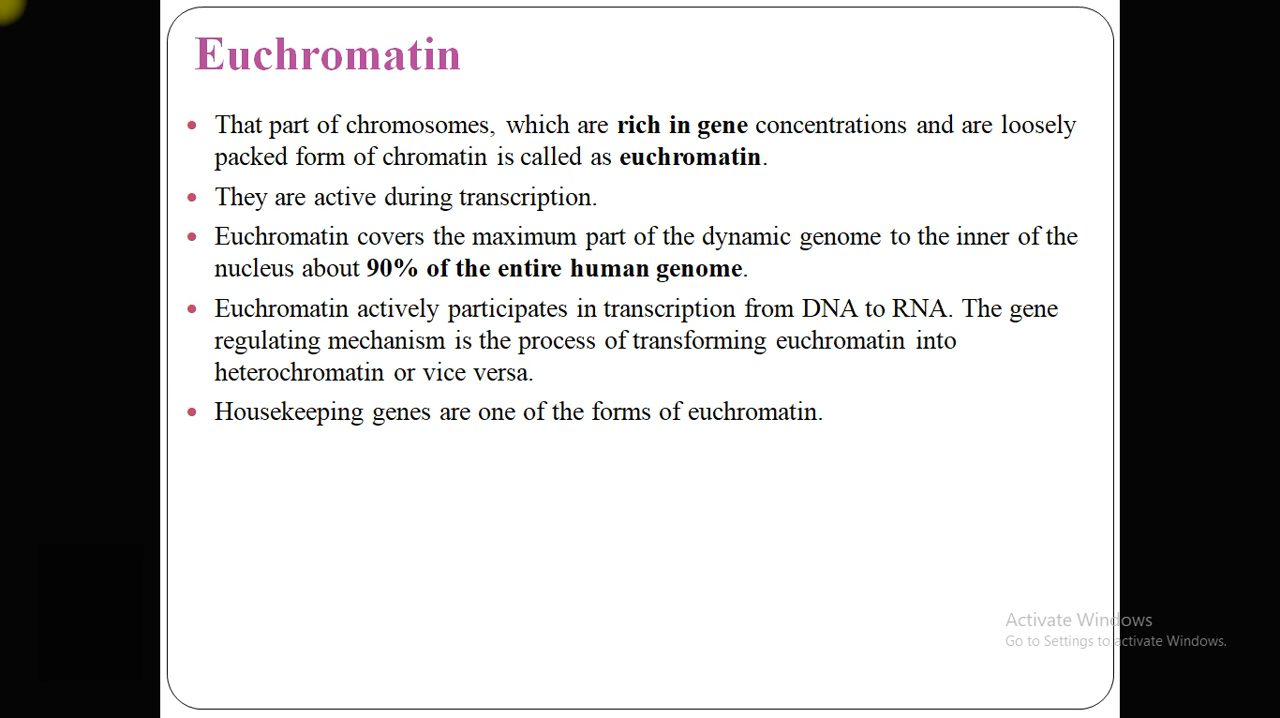 Euchromatin
• That part of chromosomes, which are rich in gene concentrations and are loosely
packed form of chromatin is called as euchromatin.
• They are active during transcription.
• Euchromatin covers the maximum part of the dynamic genome to the inner of the
nucleus about 90% of the entire human genome.
• Euchromatin actively participates in transcription from DNA to RNA. The gene
regulating mechanism is the process of transforming euchromatin into
heterochromatin or vice versa.
• Housekeeping genes are one of the forms of euchromatin.
Activate Windows
Go to Settings to activate Windows.